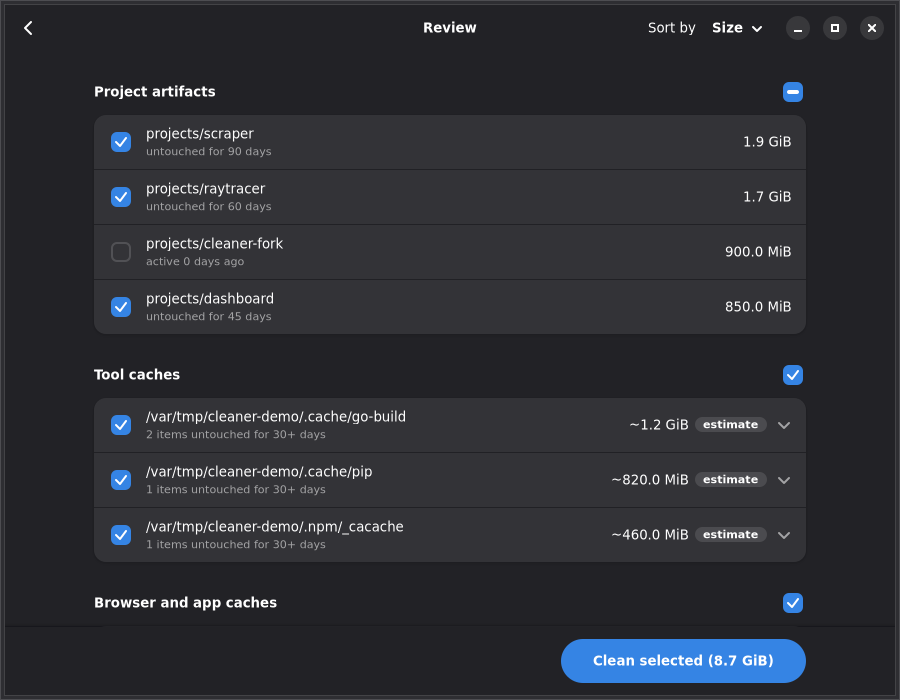 Review
Sort by Size
Project artifacts
projects/scraper
untouched for 90 days
1.9 GiB
projects/raytracer
untouched for 60 days
1.7 GiB
projects/cleaner-fork
active 0 days ago
900.0 MiB
projects/dashboard
untouched for 45 days
850.0 MiB
Tool caches
/var/tmp/cleaner-demo/.cache/go-build
2 items untouched for 30+ days
~1.2 GiB estimate
/var/tmp/cleaner-demo/.cache/pip
1 items untouched for 30+ days
~820.0 MiB estimate
/var/tmp/cleaner-demo/.npm/_cacache
1 items untouched for 30+ days
~460.0 MiB estimate
Browser and app caches
Clean selected (8.7 GiB)